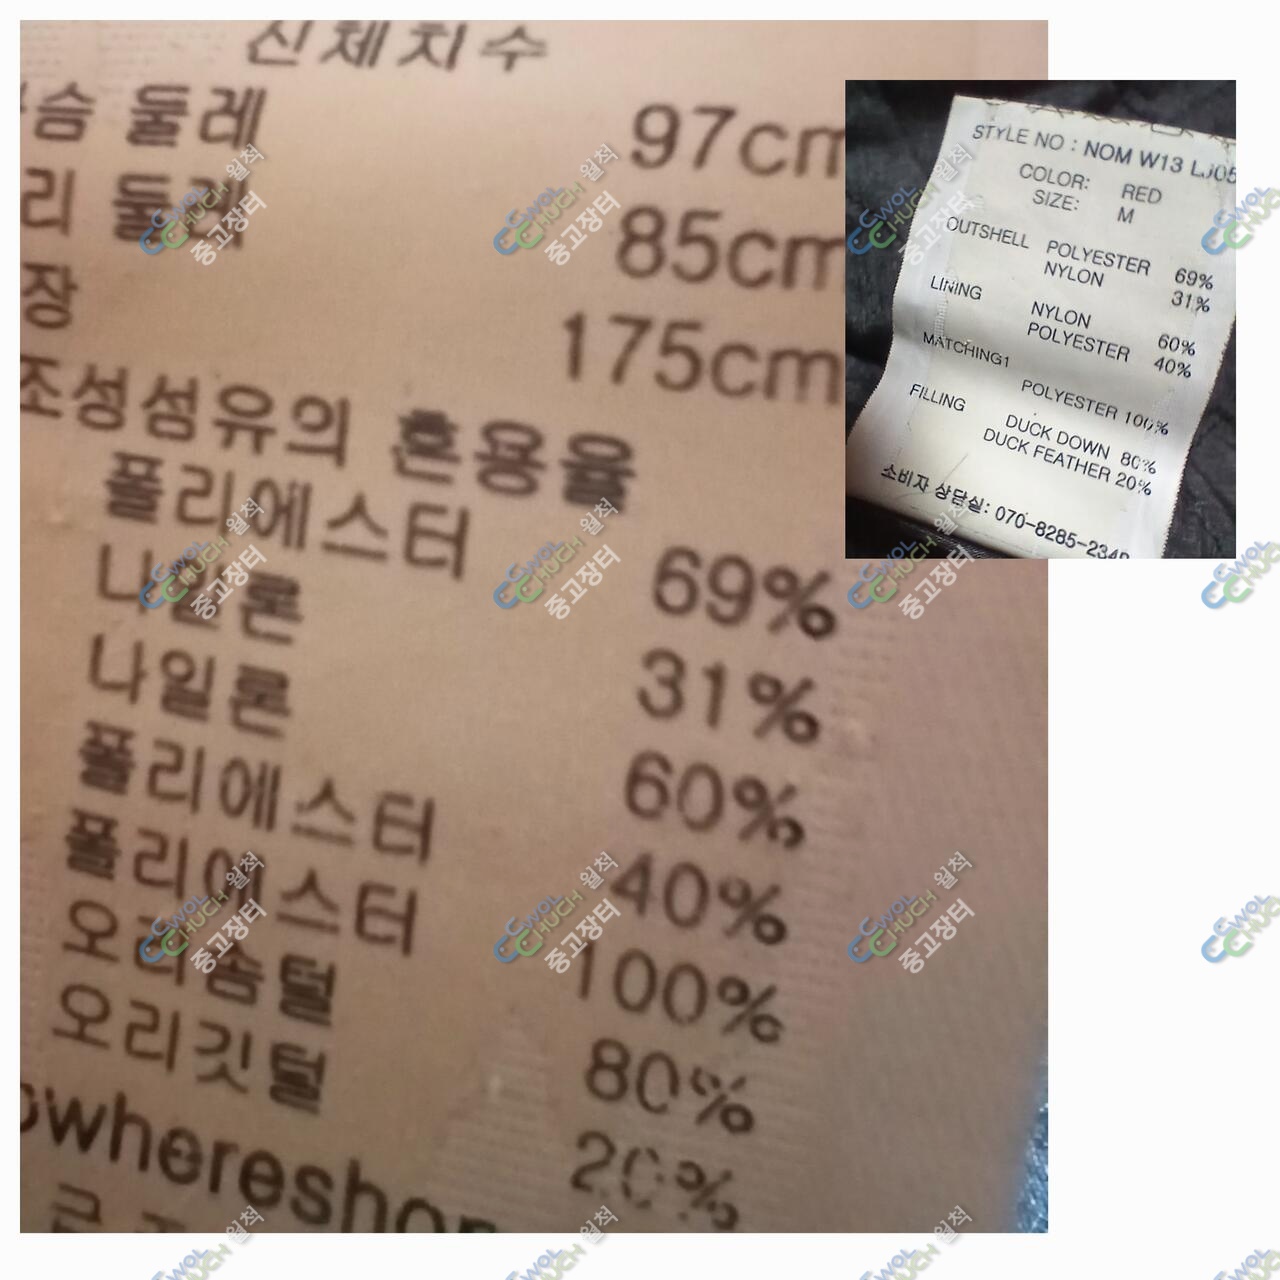 신체치수
슴 둘레 97cm
리 둘레 85cm
장 175cm
조성섬유의 혼용율
폴리에스터 69%
나일론 31%
나일론 60%
폴리에스터 40%
폴리에스터 100%
오리솜털 80%
오리깃털 20%
owhereshop
STYLE NO : NOM W13 LJ05
COLOR: RED
SIZE: M
OUTSHELL POLYESTER 69%
NYLON 31%
LINING NYLON 60%
POLYESTER 40%
MATCHING1 POLYESTER 100%
FILLING DUCK DOWN 80%
DUCK FEATHER 20%
소비자 상담실: 070-8285-234
CWOL CHUCH 월척 중고장터